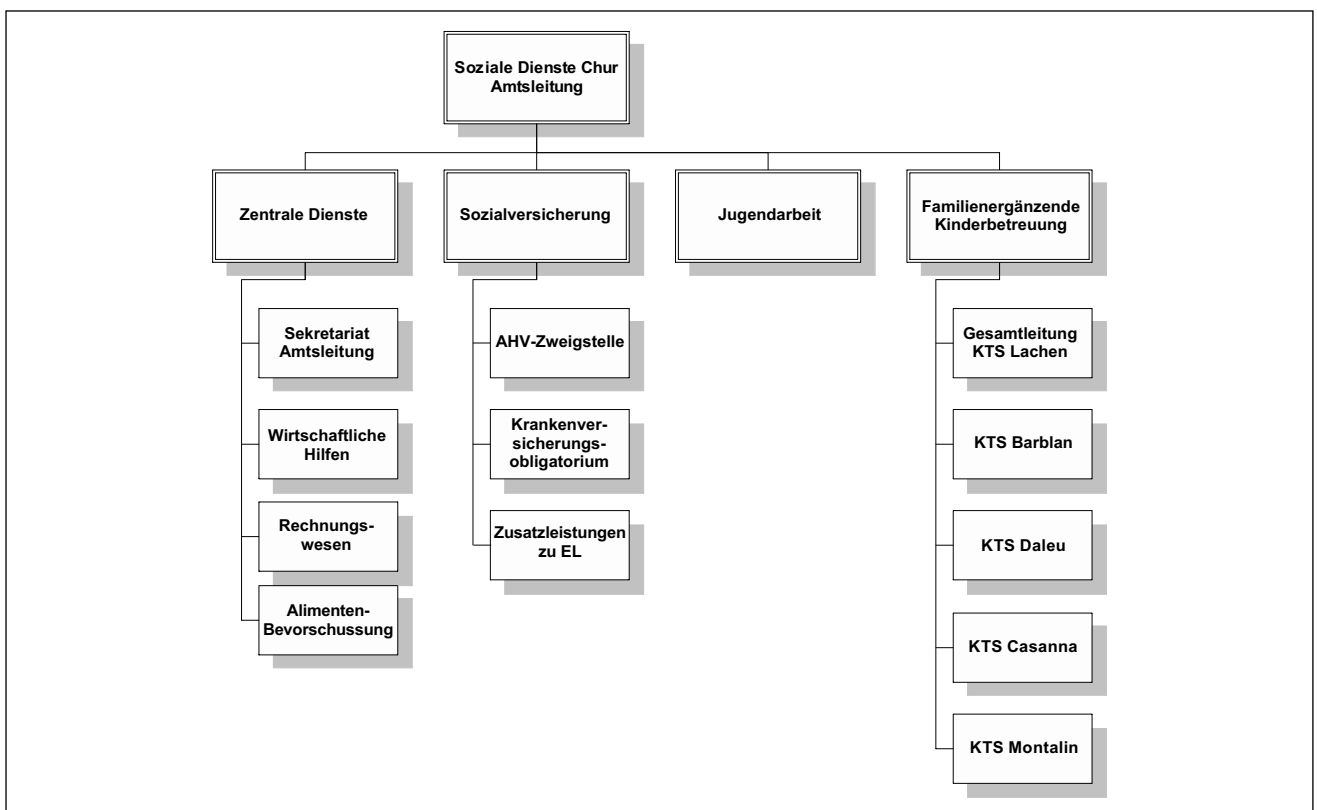 Soziale Dienste Chur
Amtsleitung
Zentrale Dienste
Sozialversicherung
Jugendarbeit
Familienergänzende
Kinderbetreuung
Sekretariat
Amtsleitung
Wirtschaftliche
Hilfen
Rechnungs-
wesen
Alimenten-
Bevorschussung
AHV-Zweigstelle
Krankenver-
sicherungs-
obligatorium
Zusatzleistungen
zu EL
Gesamtleitung
KTS Lachen
KTS Barblan
KTS Daleu
KTS Casanna
KTS Montalin